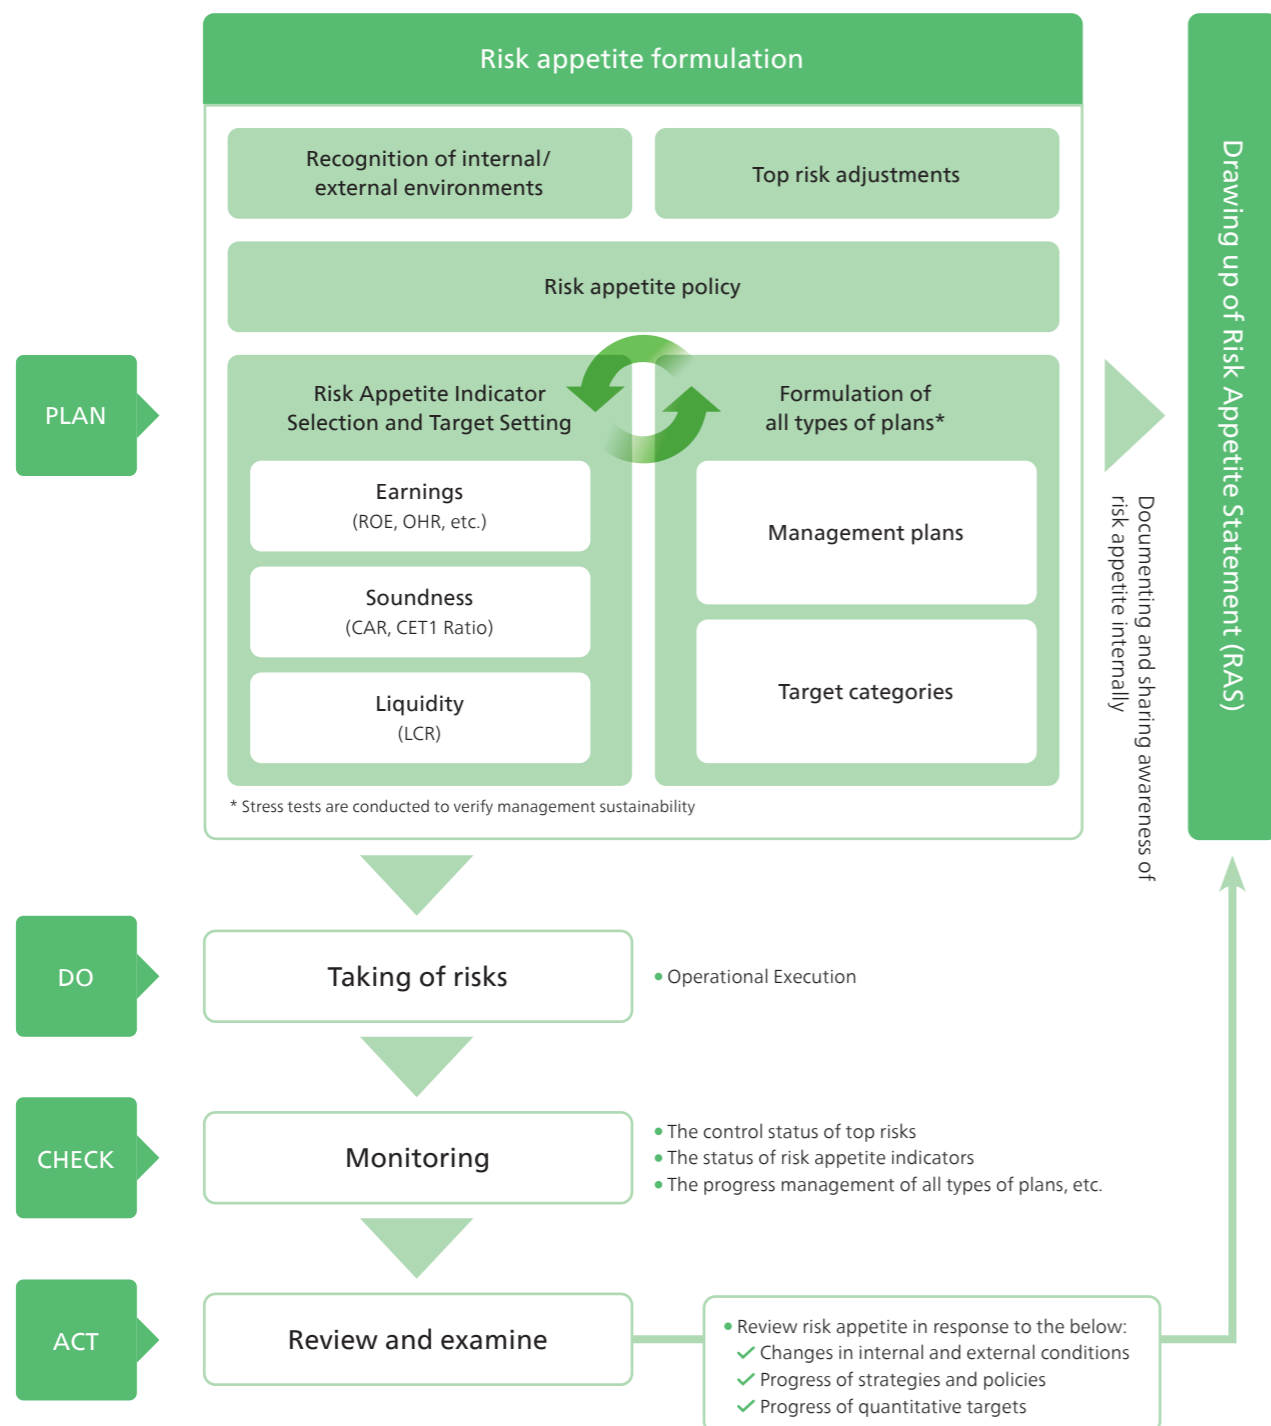 Risk appetite formulation
Recognition of internal/
external environments
Top risk adjustments
Risk appetite policy
PLAN
Risk Appetite Indicator
Selection and Target Setting
Earnings
(ROE, OHR, etc.)
Soundness
(CAR, CET1 Ratio)
Liquidity
(LCR)
Formulation of
all types of plans*
Management plans
Target categories
* Stress tests are conducted to verify management sustainability
Documenting and sharing awareness of
risk appetite internally
Drawing up of Risk Appetite Statement (RAS)
DO
Taking of risks
• Operational Execution
CHECK
Monitoring
• The control status of top risks
• The status of risk appetite indicators
• The progress management of all types of plans, etc.
ACT
Review and examine
• Review risk appetite in response to the below:
✓ Changes in internal and external conditions
✓ Progress of strategies and policies
✓ Progress of quantitative targets